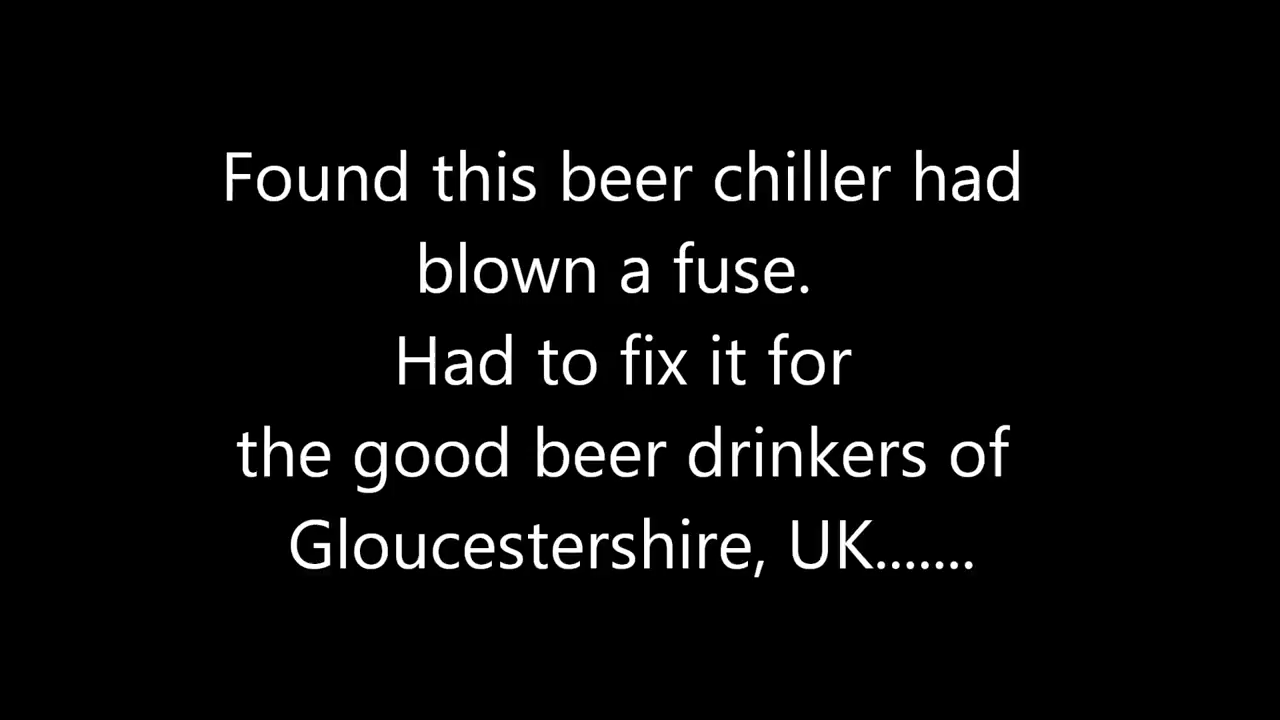 Found this beer chiller had
blown a fuse.
Had to fix it for
the good beer drinkers of
Gloucestershire, UK.......